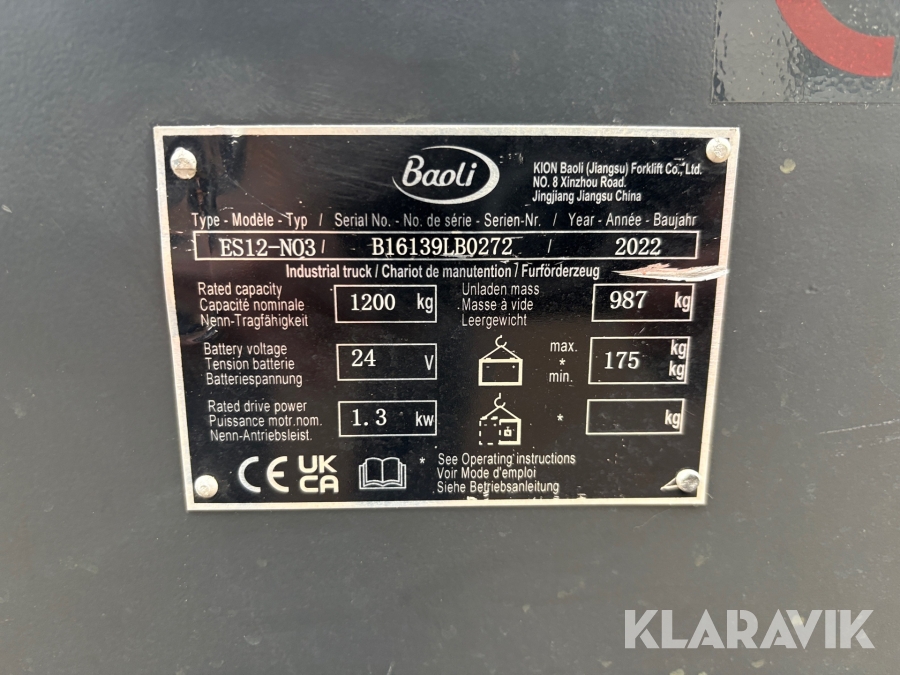 Baoli
KION Baoli (Jiangsu) Forklift Co., Ltd.
NO. 8 Xinzhou Road.
Jingjiang Jiangsu China
Type - Modèle - Typ / Serial No. - No. de série - Serien-Nr. / Year - Année - Baujahr
ES12-N03 / B16139LB0272 / 2022
Industrial truck / Chariot de manutention / Furförderzeug
Rated capacity
Capacité nominale
Nenn-Tragfähigkeit
1200 kg
Unladen mass
Masse à vide
Leergewicht
987 kg
Battery voltage
Tension batterie
Batteriespannung
24 V
max.
*
min.
175 kg
kg
Rated drive power
Puissance motr.nom.
Nenn-Antriebsleist.
1.3 kw
* kg
CE UK
CA
* See Operating instructions
Voir Mode d'emploi
Siehe Betriebsanleitung
KLARAVIK